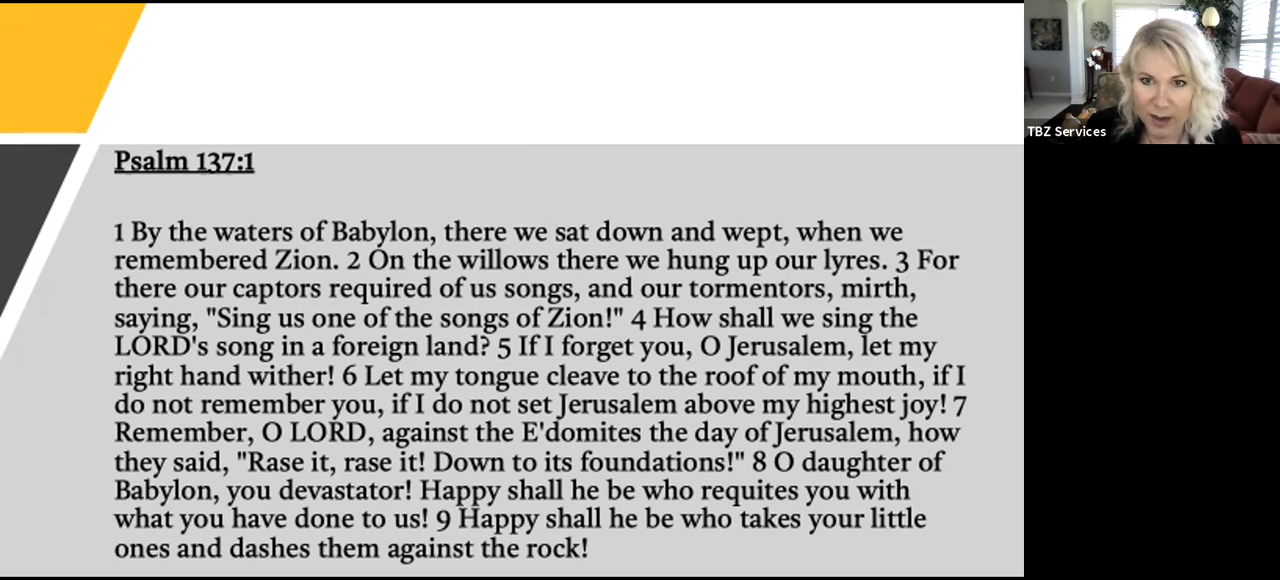 Psalm 137:1
1 By the waters of Babylon, there we sat down and wept, when we
remembered Zion. 2 On the willows there we hung up our lyres. 3 For
there our captors required of us songs, and our tormentors, mirth,
saying, "Sing us one of the songs of Zion!" 4 How shall we sing the
LORD's song in a foreign land? 5 If I forget you, O Jerusalem, let my
right hand wither! 6 Let my tongue cleave to the roof of my mouth, if I
do not remember you, if I do not set Jerusalem above my highest joy! 7
Remember, O LORD, against the E'domites the day of Jerusalem, how
they said, "Rase it, rase it! Down to its foundations!" 8 O daughter of
Babylon, you devastator! Happy shall he be who requites you with
what you have done to us! 9 Happy shall he be who takes your little
ones and dashes them against the rock!
TBZ Services